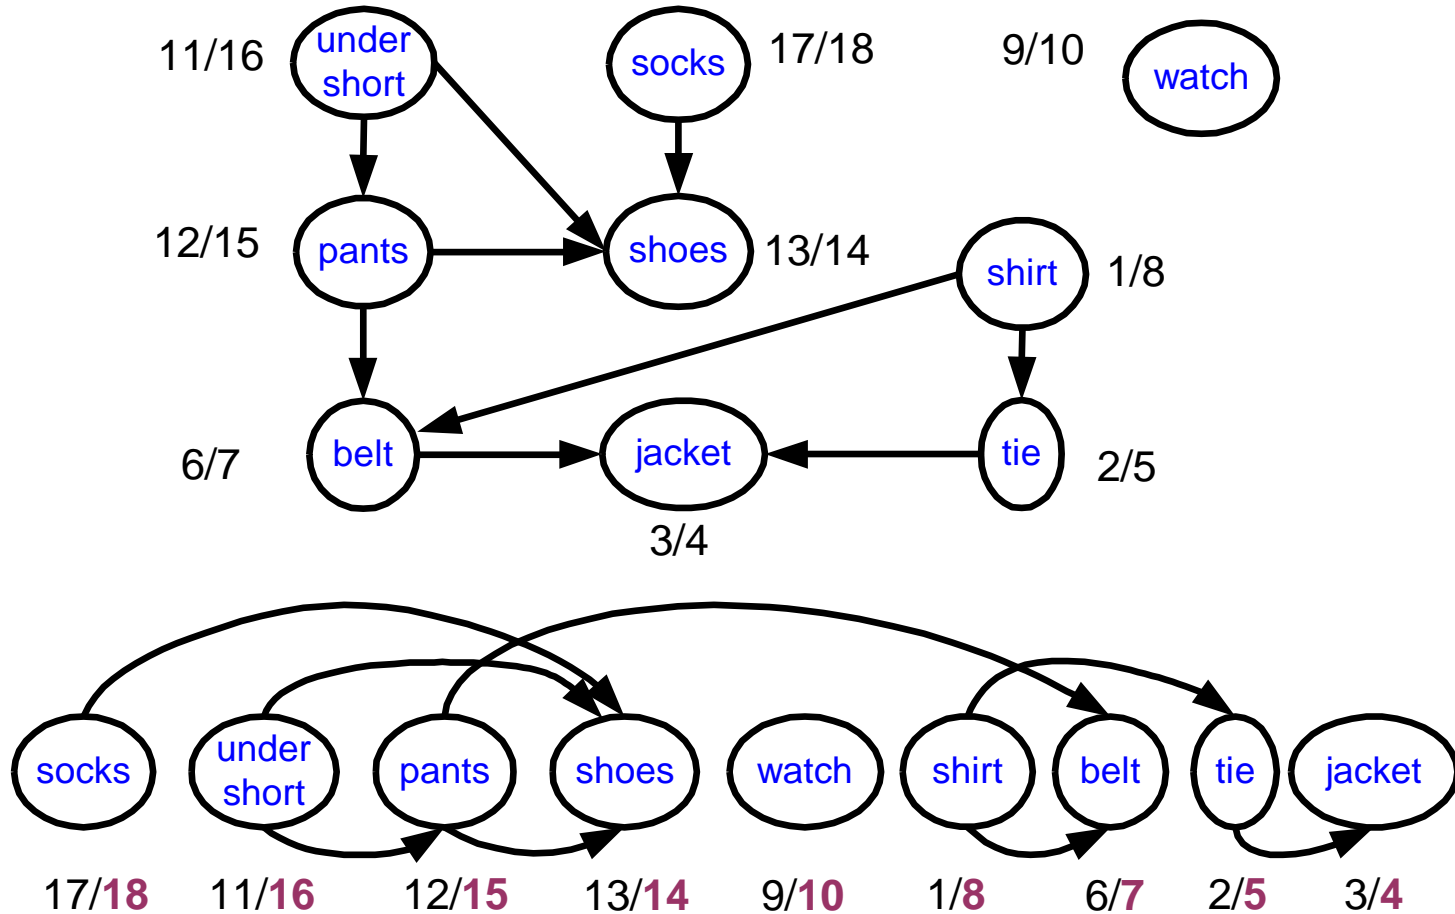 11/16
under
short
socks
17/18
9/10
watch
12/15
pants
shoes
13/14
shirt
1/8
6/7
belt
jacket
tie
2/5
3/4
socks
under
short
pants
shoes
watch
shirt
belt
tie
jacket
17/18
11/16
12/15
13/14
9/10
1/8
6/7
2/5
3/4